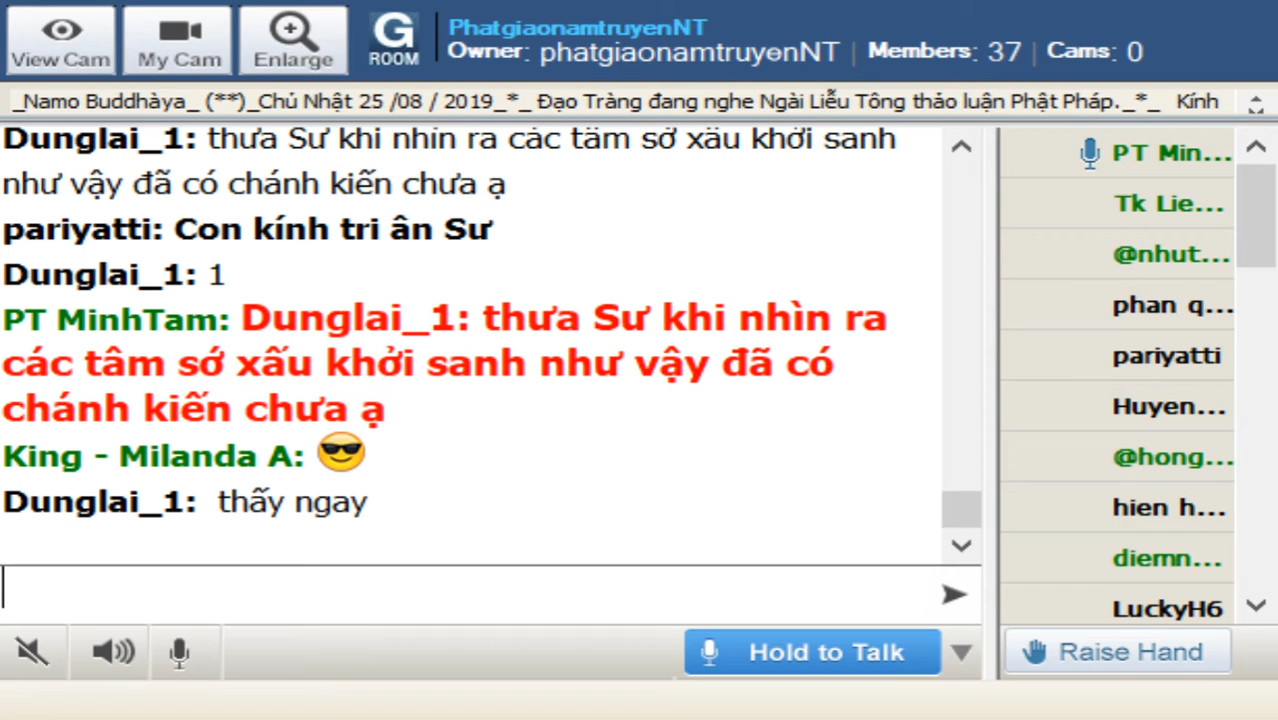 View Cam
My Cam
Enlarge
G
ROOM
PhatgiaonamtruyenNT
Owner: phatgiaonamtruyenNT | Members: 37 | Cams: 0
_Namo Buddhàya_ (**)_Chủ Nhật 25 /08 / 2019_*_ Đạo Tràng đang nghe Ngài Liễu Tông thảo luận Phật Pháp._*_ Kính
Dunglai_1: thưa Sư khi nhìn ra các tâm sở xấu khởi sanh
như vậy đã có chánh kiến chưa ạ
pariyatti: Con kính tri ân Sư
Dunglai_1: 1
PT MinhTam: Dunglai_1: thưa Sư khi nhìn ra
các tâm sớ xấu khởi sanh như vậy đã có
chánh kiến chưa ạ
King - Milanda A:
Dunglai_1: thấy ngay
PT Min...
Tk Lie...
@nhut...
phan q...
pariyatti
Huyen...
@hong...
hien h...
diemn...
LuckyH6
Hold to Talk
Raise Hand